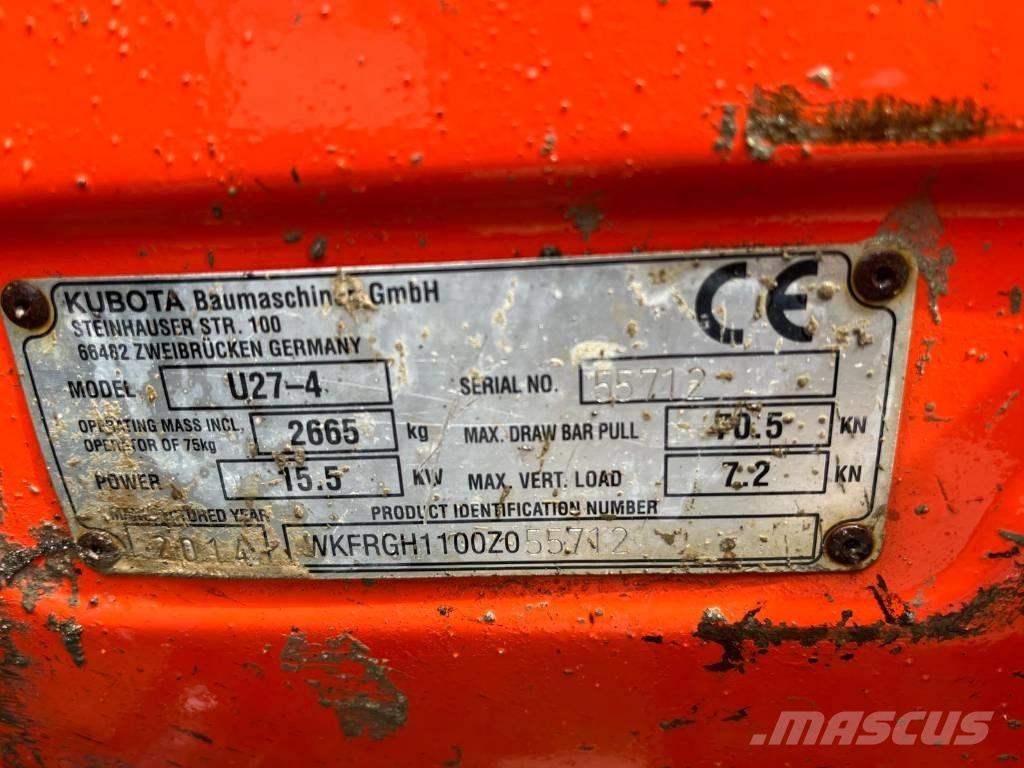 KUBOTA Baumaschinen GmbH
STEINHAUSER STR. 100
66482 ZWEIBRÜCKEN GERMANY
CE
MODEL U27-4 SERIAL NO. 55712
OPERATING MASS INCL. OPERATOR OF 75kg 2665 kg MAX. DRAW BAR PULL 70.5 KN
POWER 15.5 KW MAX. VERT. LOAD 7.2 KN
MANUFACTURED YEAR PRODUCT IDENTIFICATION NUMBER
2014 WKFRGH1100Z055712
MASCUS